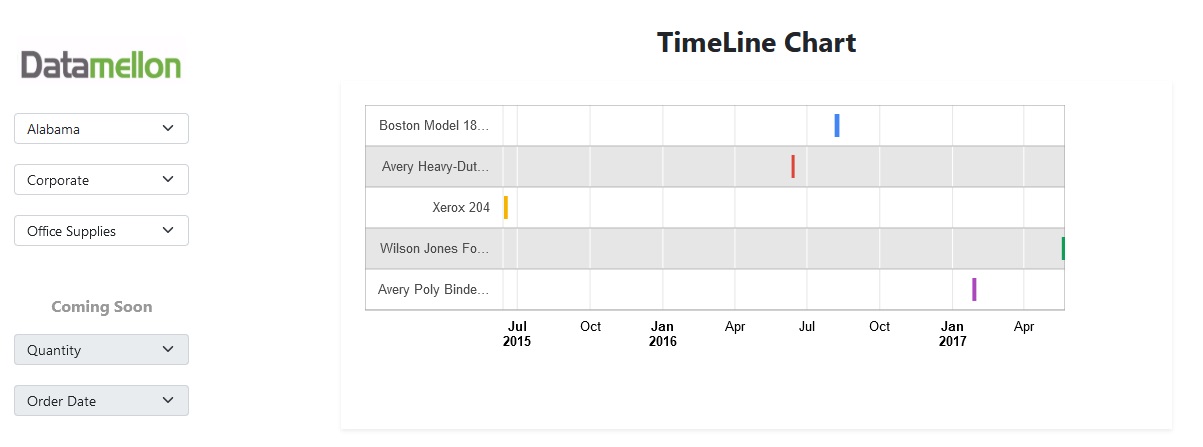 Datamellon
Alabama
Corporate
Office Supplies
Coming Soon
Quantity
Order Date
TimeLine Chart
Boston Model 18...
Avery Heavy-Dut...
Xerox 204
Wilson Jones Fo...
Avery Poly Binde...
Jul Oct Jan Apr Jul Oct Jan Apr
2015 2016 2017